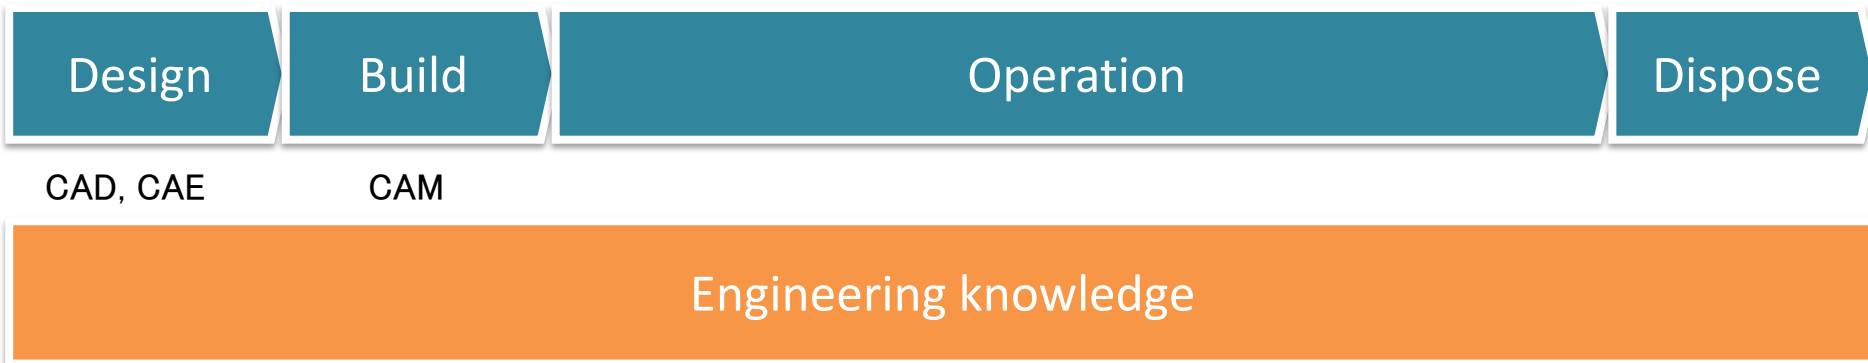 Design Build Operation Dispose
CAD, CAE CAM
Engineering knowledge